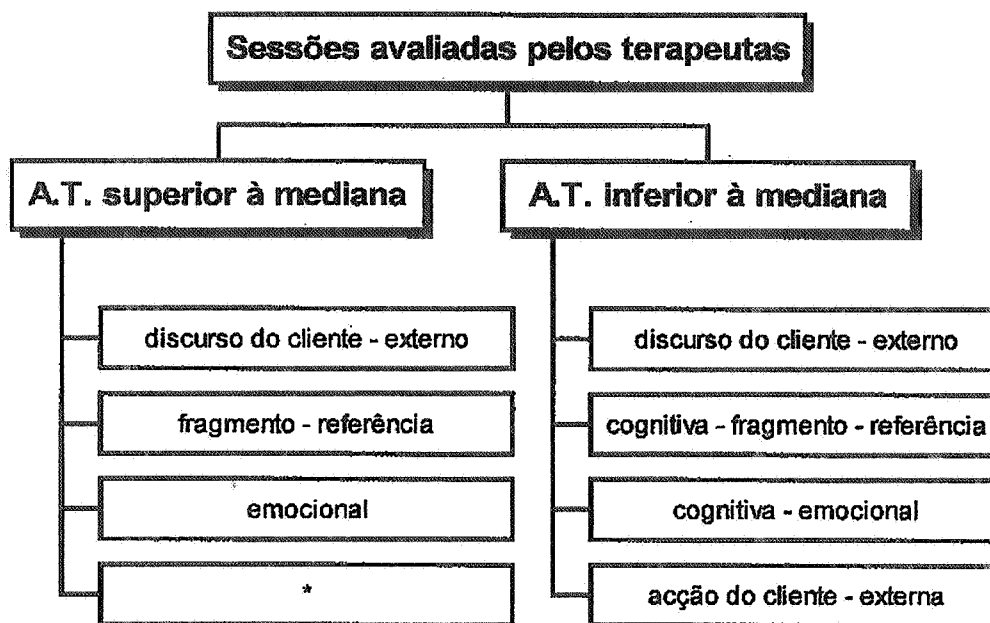 Sessões avaliadas pelos terapeutas
A.T. superior à mediana
A.T. inferior à mediana
discurso do cliente - externo
fragmento - referência
emocional
*
discurso do cliente - externo
cognitiva - fragmento - referência
cognitiva - emocional
acção do cliente - externa